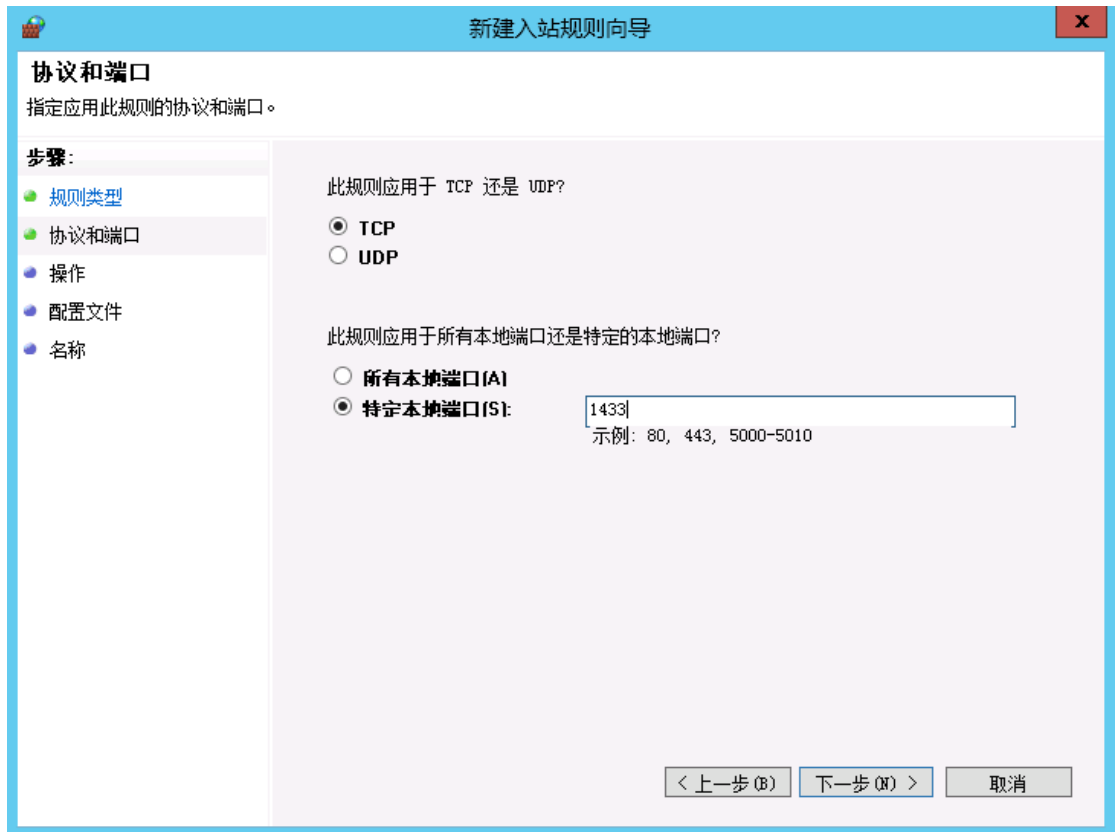 新建入站规则向导
x
协议和端口
指定应用此规则的协议和端口。
步骤:
规则类型
协议和端口
操作
配置文件
名称
此规则应用于 TCP 还是 UDP?
TCP
UDP
此规则应用于所有本地端口还是特定的本地端口?
所有本地端口(A)
特定本地端口(S):
1433
示例: 80, 443, 5000-5010
< 上一步(B)
下一步(N) >
取消